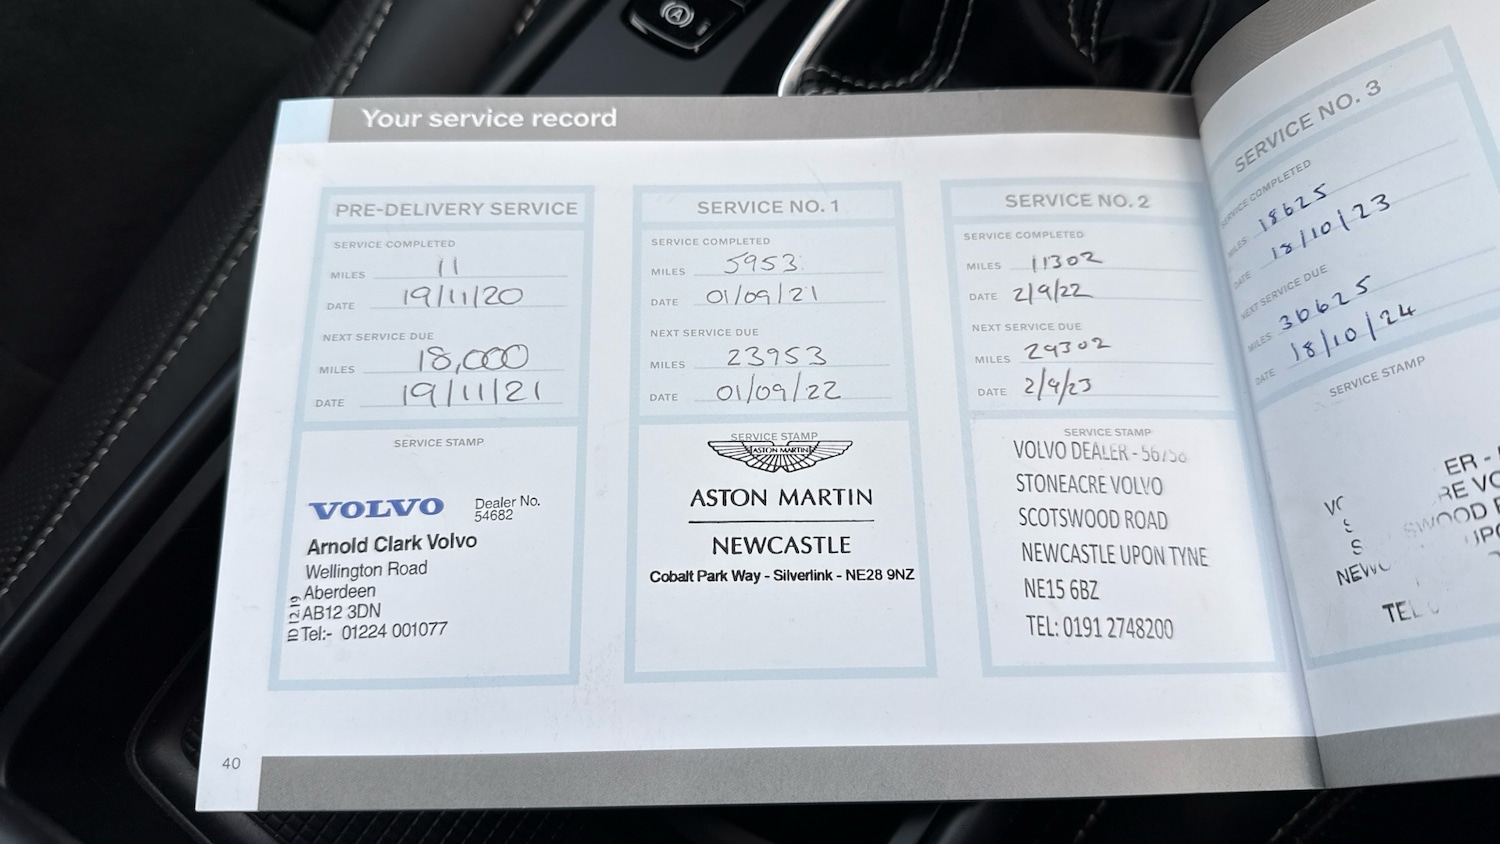 Your service record
PRE-DELIVERY SERVICE
SERVICE COMPLETED
MILES 11
DATE 19/11/20
NEXT SERVICE DUE
MILES 18,000
DATE 19/11/21
SERVICE STAMP
VOLVO Dealer No.
54682
Arnold Clark Volvo
Wellington Road
Aberdeen
AB12 3DN
Tel:- 01224 001077
ID 12.19
SERVICE NO. 1
SERVICE COMPLETED
MILES 5953
DATE 01/09/21
NEXT SERVICE DUE
MILES 23953
DATE 01/09/22
SERVICE STAMP
ASTON MARTIN
ASTON MARTIN
NEWCASTLE
Cobalt Park Way - Silverlink - NE28 9NZ
SERVICE NO. 2
SERVICE COMPLETED
MILES 11302
DATE 2/9/22
NEXT SERVICE DUE
MILES 29302
DATE 2/9/23
SERVICE STAMP
VOLVO DEALER -
STONEACRE VOLVO
SCOTSWOOD ROAD
NEWCASTLE UPON TYNE
NE15 6BZ
TEL: 0191 2748200
SERVICE NO. 3
SERVICE COMPLETED
MILES 18625
DATE 18/10/23
NEXT SERVICE DUE
MILES 30625
DATE 18/10/24
SERVICE STAMP
TEL
40